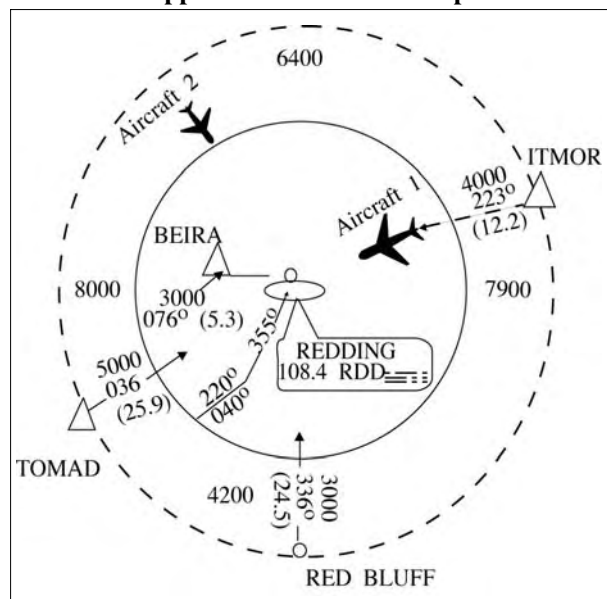 6400
Aircraft 2
ITMOR
Aircraft 1
4000
223°
(12.2)
BEIRA
8000
3000
076° (5.3)
7900
355°
REDDING
108.4 RDD
5000
036
(25.9)
220°
040°
TOMAD
4200
3000
336°
(24.5)
RED BLUFF